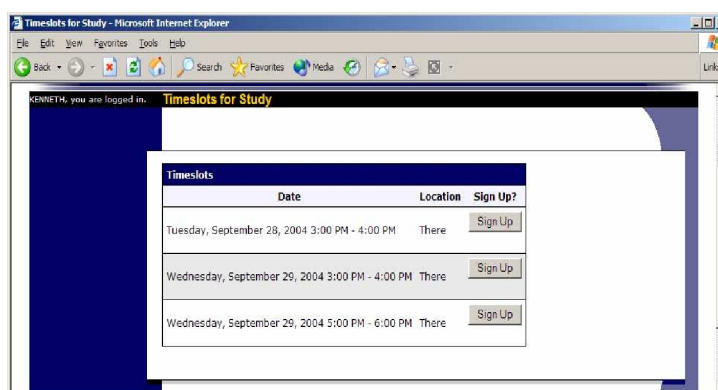 Timeslots for Study - Microsoft Internet Explorer
File Edit View Favorites Tools Help
Back Search Favorites Media Link
KENNETH, you are logged in. Timeslots for Study
Timeslots
Date Location Sign Up?
Tuesday, September 28, 2004 3:00 PM - 4:00 PM There Sign Up
Wednesday, September 29, 2004 3:00 PM - 4:00 PM There Sign Up
Wednesday, September 29, 2004 5:00 PM - 6:00 PM There Sign Up